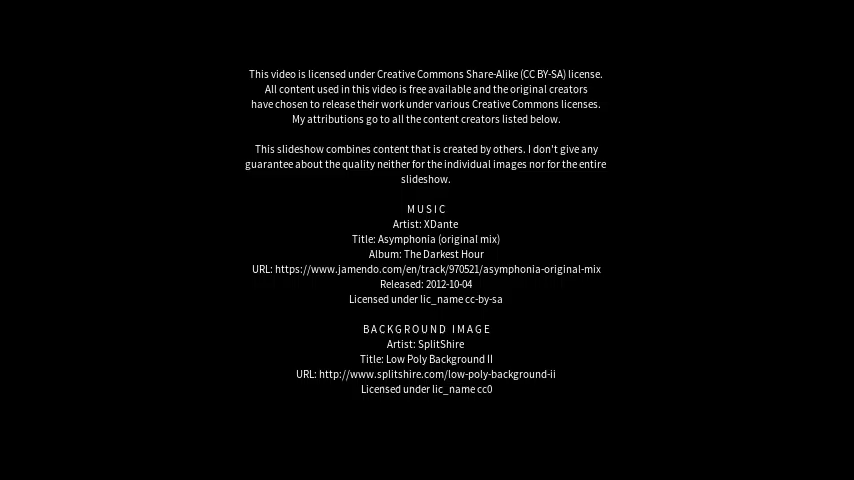 This video is licensed under Creative Commons Share-Alike (CC BY-SA) license.
All content used in this video is free available and the original creators
have chosen to release their work under various Creative Commons licenses.
My attributions go to all the content creators listed below.
This slideshow combines content that is created by others. I don't give any
guarantee about the quality neither for the individual images nor for the entire
slideshow.
MUSIC
Artist: XDante
Title: Asymphonia (original mix)
Album: The Darkest Hour
URL: https://www.jamendo.com/en/track/970521/asymphonia-original-mix
Released: 2012-10-04
Licensed under lic_name cc-by-sa
BACKGROUND IMAGE
Artist: SplitShire
Title: Low Poly Background II
URL: http://www.splitshire.com/low-poly-background-ii
Licensed under lic_name cc0